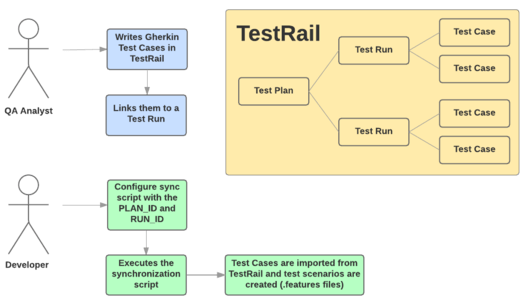 Writes Gherkin
Test Cases in
TestRail
QA Analyst
Links them to a
Test Run
TestRail
Test Plan
Test Run
Test Case
Test Case
Test Run
Test Case
Test Case
Developer
Configure sync
script with the
PLAN_ID and
RUN_ID
Executes the
synchronization
script
Test Cases are imported from
TestRail and test scenarios are
created (.features files)